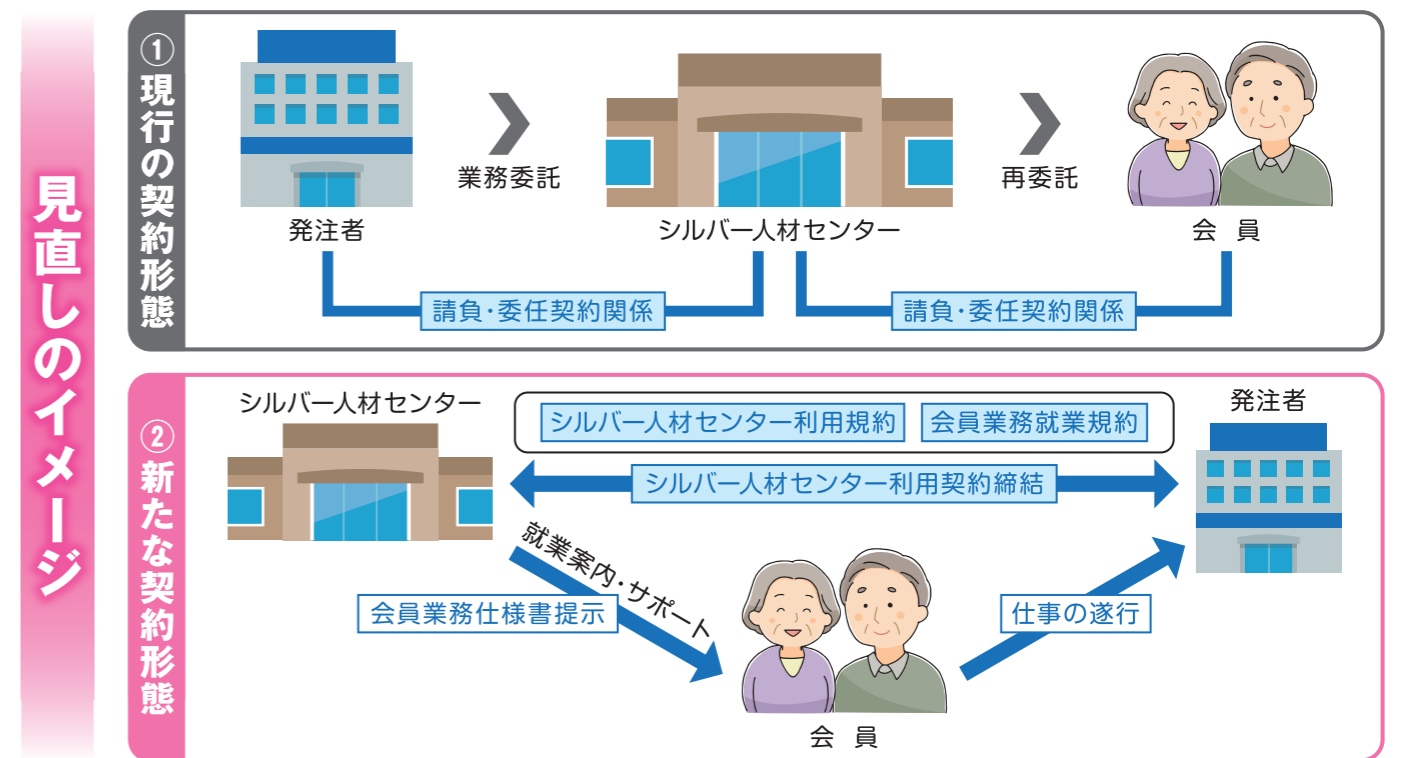 見直しのイメージ
①現行の契約形態
業務委託
再委託
発注者
シルバー人材センター
会 員
請負・委任契約関係
請負・委任契約関係
②新たな契約形態
シルバー人材センター
シルバー人材センター利用規約
会員業務就業規約
発注者
シルバー人材センター利用契約締結
就業案内・サポート
会員業務仕様書提示
仕事の遂行
会 員